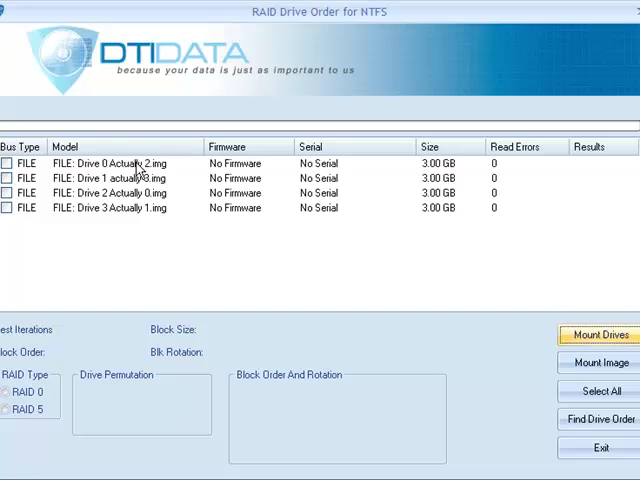 RAID Drive Order for NTFS
DTIDATA
because your data is just as important to us
Bus Type Model Firmware Serial Size Read Errors Results
FILE FILE: Drive 0 Actually 2.img No Firmware No Serial 3.00 GB 0
FILE FILE: Drive 1 actually 3.img No Firmware No Serial 3.00 GB 0
FILE FILE: Drive 2 Actually 0.img No Firmware No Serial 3.00 GB 0
FILE FILE: Drive 3 Actually 1.img No Firmware No Serial 3.00 GB 0
est Iterations Block Size:
lock Order: Blk Rotation:
RAID Type Drive Permutation Block Order And Rotation
RAID 0
RAID 5
Mount Drives
Mount Image
Select All
Find Drive Order
Exit